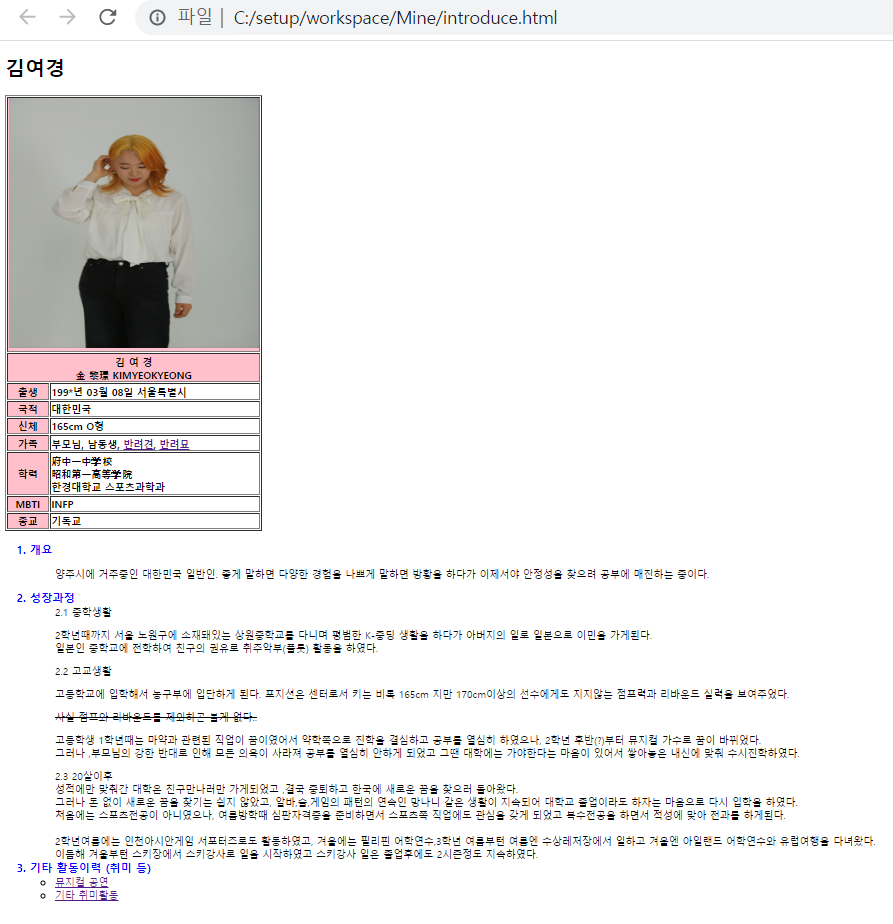 파일 | C:/setup/workspace/Mine/introduce.html
김여경
김 여 경
金 黎璟 KIMYEOKYEONG
출생 199*년 03월 08일 서울특별시
국적 대한민국
신체 165cm O형
가족 부모님, 남동생, 반려견, 반려묘
학력 府中一中学校
昭和第一高等学院
한경대학교 스포츠과학과
MBTI INFP
종교 기독교
1. 개요
양주시에 거주중인 대한민국 일반인. 좋게 말하면 다양한 경험을 나쁘게 말하면 방황을 하다가 이제서야 안정성을 찾으려 공부에 매진하는 중이다.
2. 성장과정
2.1 중학생활
2학년때까지 서울 노원구에 소재돼있는 상원중학교를 다니며 평범한 K-중딩 생활을 하다가 아버지의 일로 일본으로 이민을 가게된다.
일본인 중학교에 전학하여 친구의 권유로 취주악부(플룻) 활동을 하였다.
2.2 고교생활
고등학교에 입학해서 농구부에 입단하게 된다. 포지션은 센터로서 키는 비록 165cm 지만 170cm이상의 선수에게도 지지않는 점프력과 리바운드 실력을 보여주었다.
사실 점프와 리바운드를 제외하곤 볼게 없다..
고등학생 1학년때는 마약과 관련된 직업이 꿈이였어서 약학쪽으로 진학을 결심하고 공부를 열심히 하였으나, 2학년 후반(?)부터 뮤지컬 가수로 꿈이 바뀌었다.
그러나 ,부모님의 강한 반대로 인해 모든 의욕이 사라져 공부를 열심히 안하게 되었고 그땐 대학에는 가야한다는 마음이 있어서 쌓아놓은 내신에 맞춰 수시진학하였다.
2.3 20살이후
성적에만 맞춰간 대학은 친구만나러만 가게되었고 ,결국 중퇴하고 한국에 새로운 꿈을 찾으러 돌아왔다.
그러나 돈 없이 새로운 꿈을 찾기는 쉽지 않았고, 알바,술,게임의 패턴의 연속인 망나니 같은 생활이 지속되어 대학교 졸업이라도 하자는 마음으로 다시 입학을 하였다.
처음에는 스포츠전공이 아니였으나, 여름방학때 심판자격증을 준비하면서 스포츠쪽 직업에도 관심을 갖게 되었고 복수전공을 하면서 적성에 맞아 전과를 하게된다.
2학년여름에는 인천아시안게임 서포터즈로도 활동하였고, 겨울에는 필리핀 어학연수,3학년 여름부턴 여름엔 수상레저장에서 일하고 겨울엔 아일랜드 어학연수와 유럽여행을 다녀왔다.
이듬해 겨울부턴 스키장에서 스키강사로 일을 시작하였고 스키강사 일은 졸업후에도 2시즌정도 지속하였다.
3. 기타 활동이력 (취미 등)
뮤지컬 공연
기타 취미활동